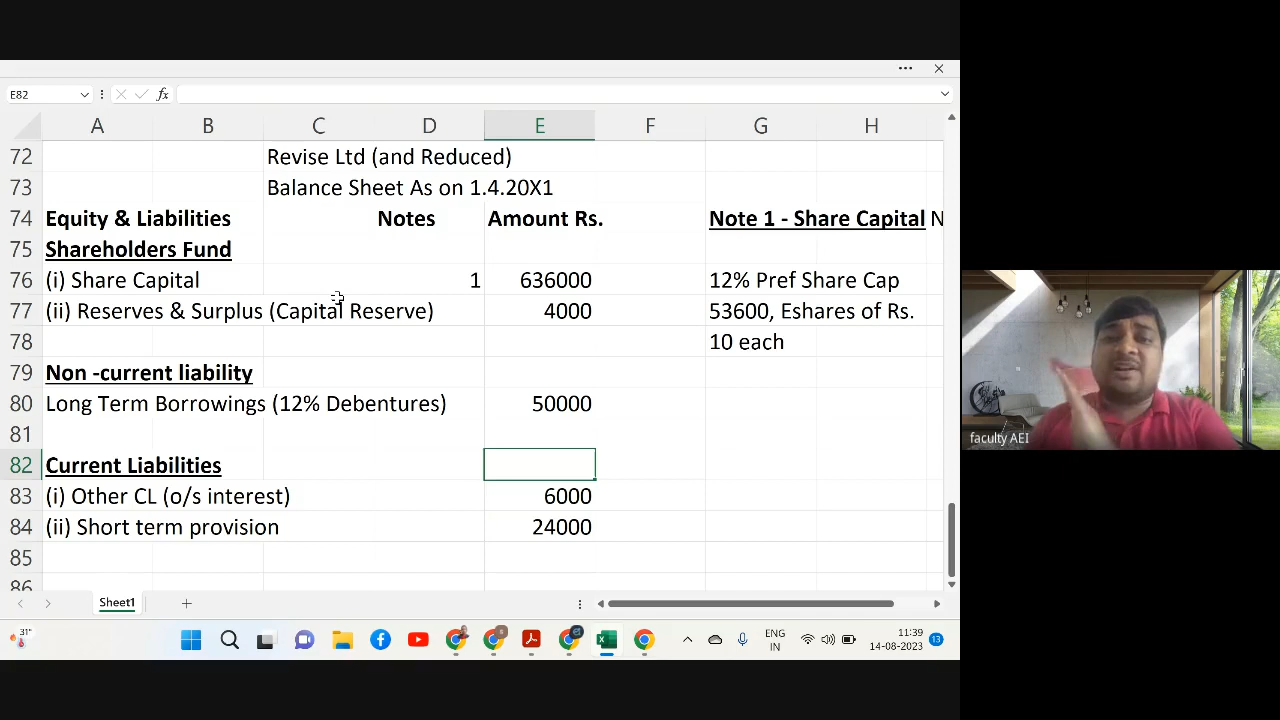 E82
fx
A B C D E F G H
72 Revise Ltd (and Reduced)
73 Balance Sheet As on 1.4.20X1
74 Equity & Liabilities Notes Amount Rs. Note 1 - Share Capital N
75 Shareholders Fund
76 (i) Share Capital 1 636000 12% Pref Share Cap
77 (ii) Reserves & Surplus (Capital Reserve) 4000 53600, Eshares of Rs.
78 10 each
79 Non -current liability
80 Long Term Borrowings (12% Debentures) 50000
81
82 Current Liabilities
83 (i) Other CL (o/s interest) 6000
84 (ii) Short term provision 24000
85
86
faculty AEI
Sheet1
31°
ENG
IN
11:39
14-08-2023
13